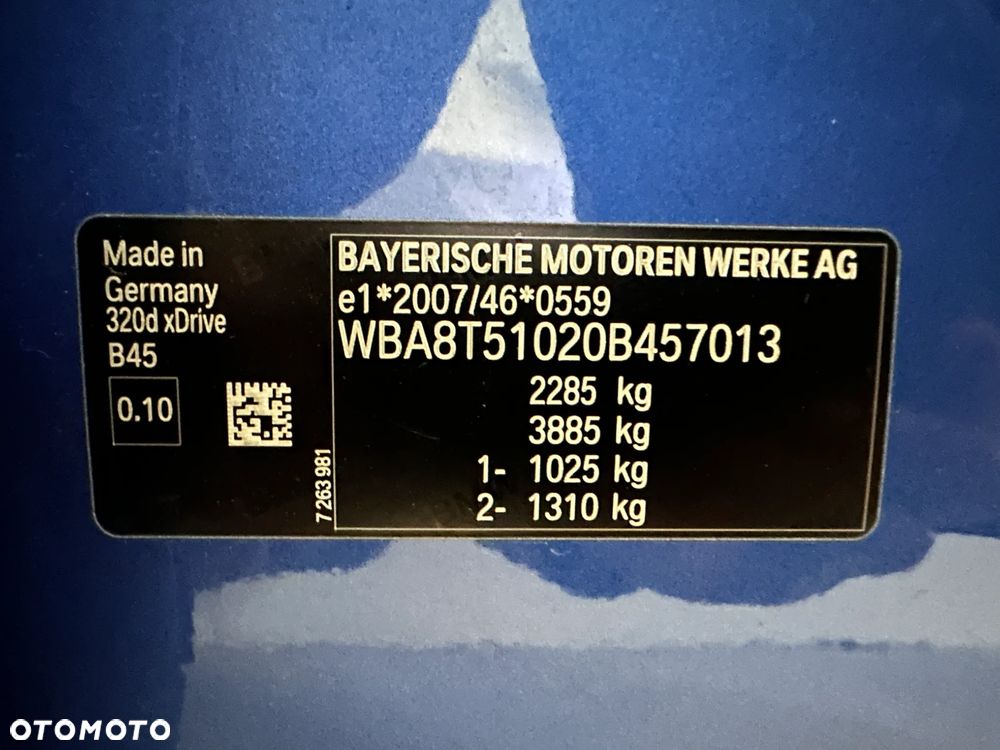 Made in
Germany
320d xDrive
B45
0.10
7 263 981
BAYERISCHE MOTOREN WERKE AG
e1*2007/46*0559
WBA8T51020B457013
2285 kg
3885 kg
1- 1025 kg
2- 1310 kg
OTOMOTO